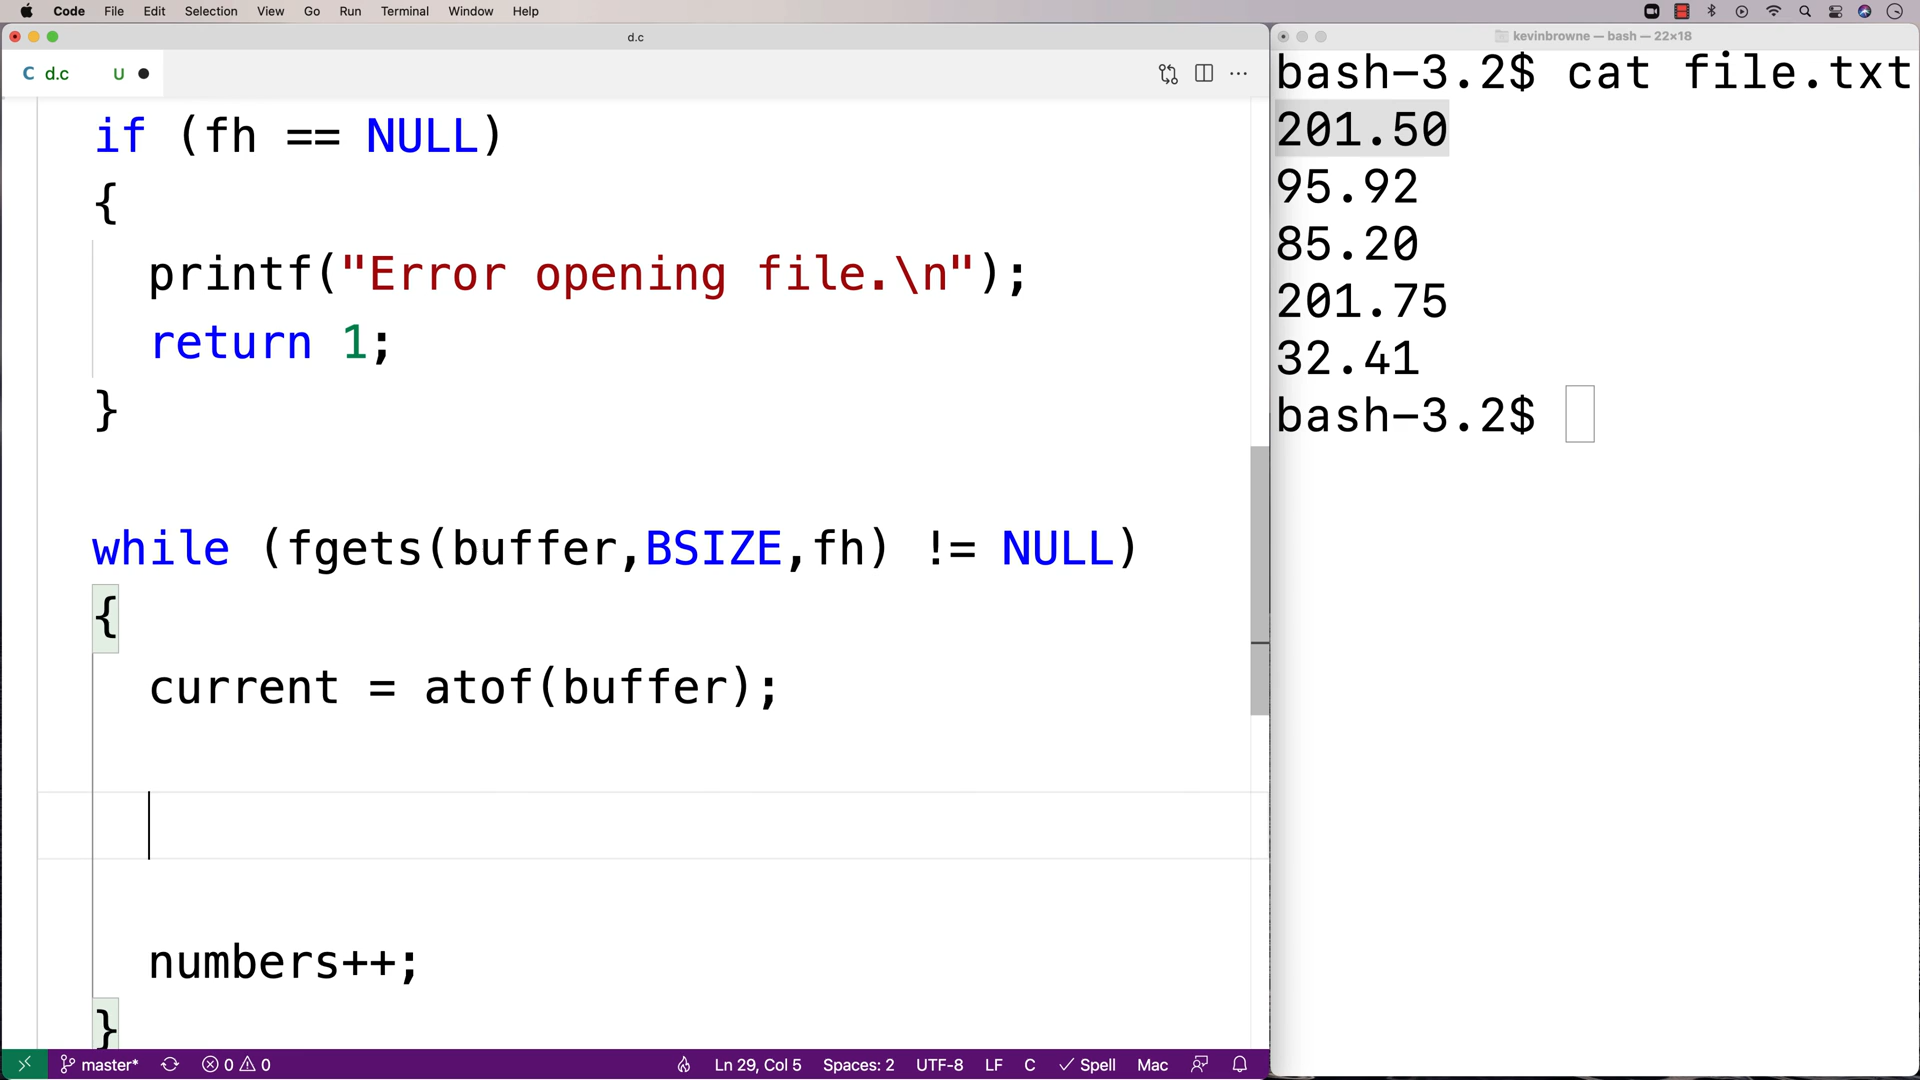 Code File Edit Selection View Go Run Terminal Window Help
d.c
kevinbrowne — bash — 22×18
C d.c U
if (fh == NULL)
{
printf("Error opening file.\n");
return 1;
}
while (fgets(buffer,BSIZE,fh) != NULL)
{
current = atof(buffer);
numbers++;
}
bash-3.2$ cat file.txt
201.50
95.92
85.20
201.75
32.41
bash-3.2$
master* 0 0 Ln 29, Col 5 Spaces: 2 UTF-8 LF C Spell Mac